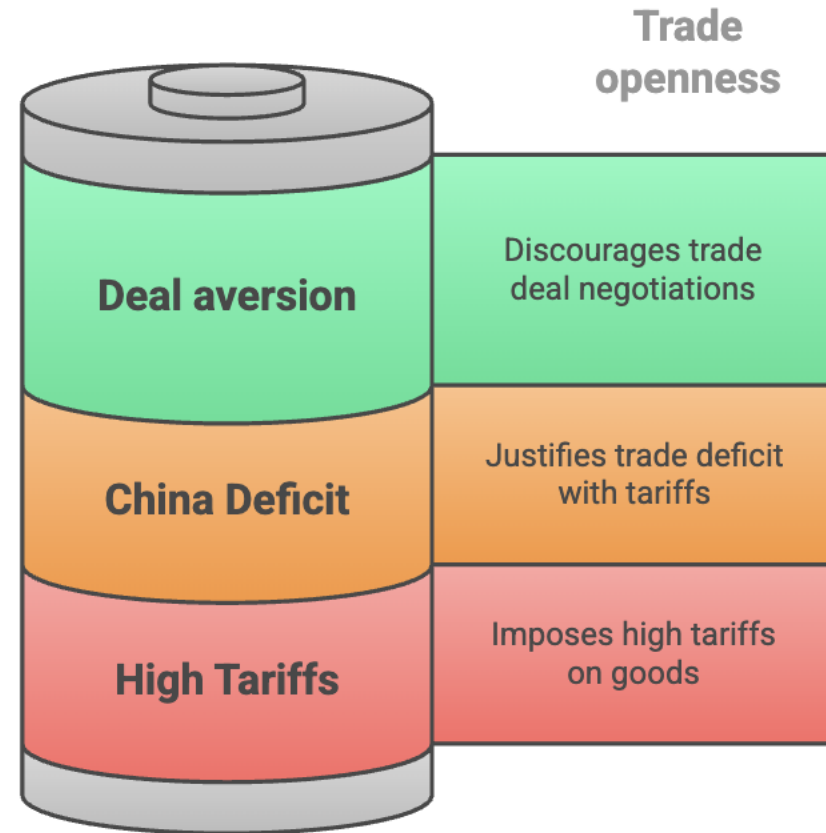 Trade
openness
Deal aversion
Discourages trade
deal negotiations
China Deficit
Justifies trade deficit
with tariffs
High Tariffs
Imposes high tariffs
on goods